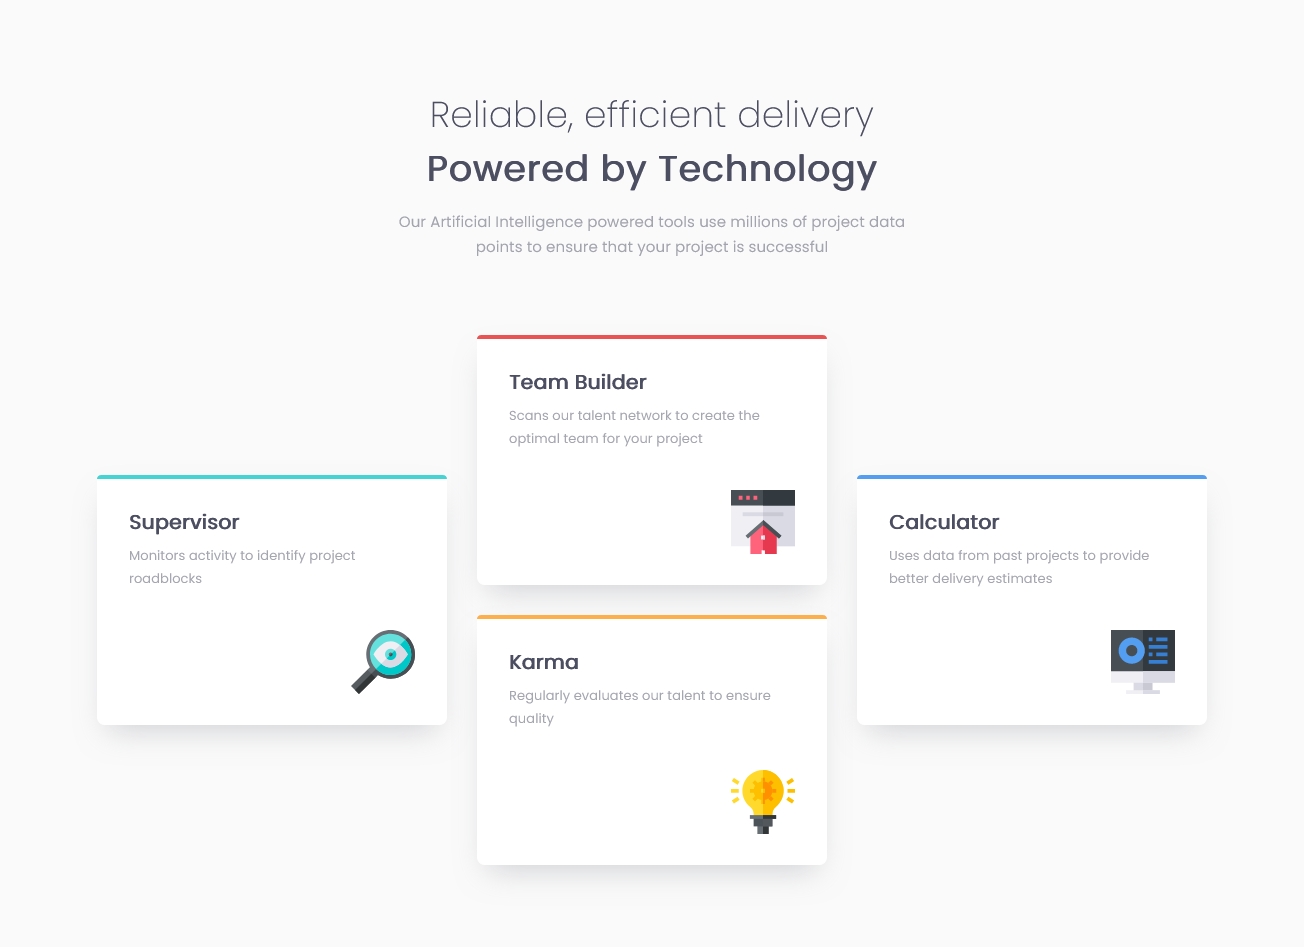 Reliable, efficient delivery
Powered by Technology
Our Artificial Intelligence powered tools use millions of project data
points to ensure that your project is successful
Supervisor
Monitors activity to identify project
roadblocks
Team Builder
Scans our talent network to create the
optimal team for your project
Karma
Regularly evaluates our talent to ensure
quality
Calculator
Uses data from past projects to provide
better delivery estimates